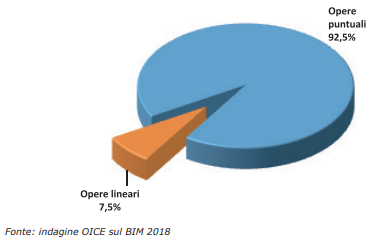 Opere
puntuali
92,5%
Opere lineari
7,5%
Fonte: indagine OICE sul BIM 2018